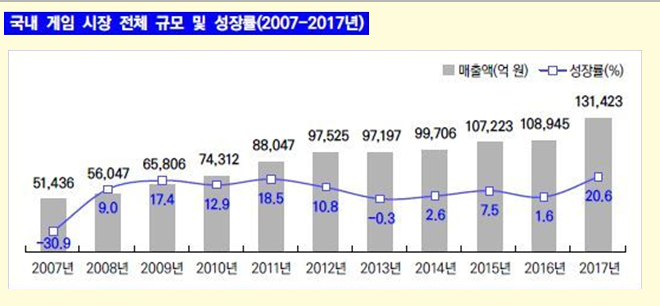 국내 게임 시장 전체 규모 및 성장률(2007-2017년)
매출액(억 원) 성장률(%)
51,436 56,047 65,806 74,312 88,047 97,525 97,197 99,706 107,223 108,945 131,423
-30.9 9.0 17.4 12.9 18.5 10.8 -0.3 2.6 7.5 1.6 20.6
2007년 2008년 2009년 2010년 2011년 2012년 2013년 2014년 2015년 2016년 2017년